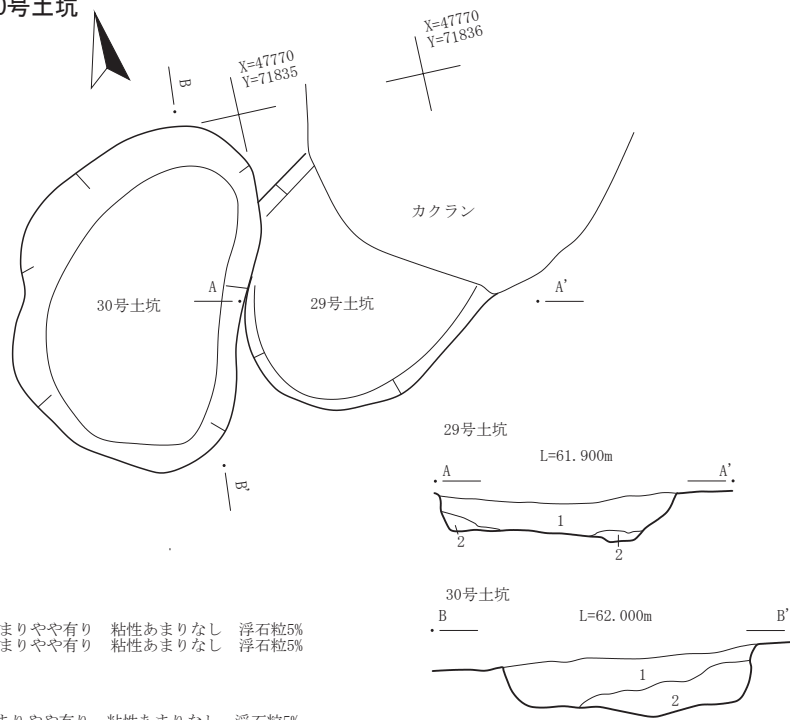 0号土坑
X=47770
Y=71836
X=47770
Y=71835
B
カクラン
A
A'
30号土坑
29号土坑
B'
29号土坑
L=61.900m
A
A'
1
2
2
30号土坑
L=62.000m
B
B'
1
2
まりやや有り 粘性あまりなし 浮石粒5%
まりやや有り 粘性あまりなし 浮石粒5%
まりやや有り 粘性あまりなし 浮石粒5%